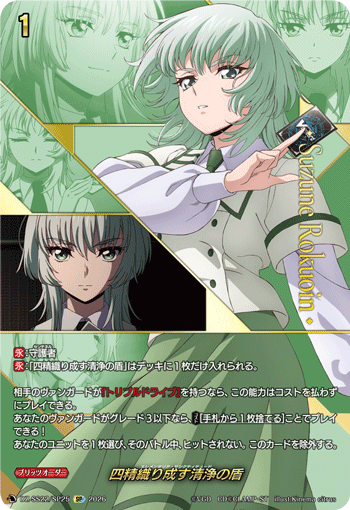 1
Suzume Rokuoin
永：守護者
永：「四精織り成す清浄の盾」はデッキに１枚だけ入れられる。
相手のヴァンガードが『トリプルドライブ』を持つなら、この能力はコストを払わず
にプレイできる。
あなたのヴァンガードがグレード３以下なら【手札から１枚捨てる】ことでプレイ
できる！
あなたのユニットを１枚選び、そのバトル中、ヒットされない。このカードを除外する。
ブリッツオーダー
四精織り成す清浄の盾
SP 2026
©VGD illust Kinema citrus